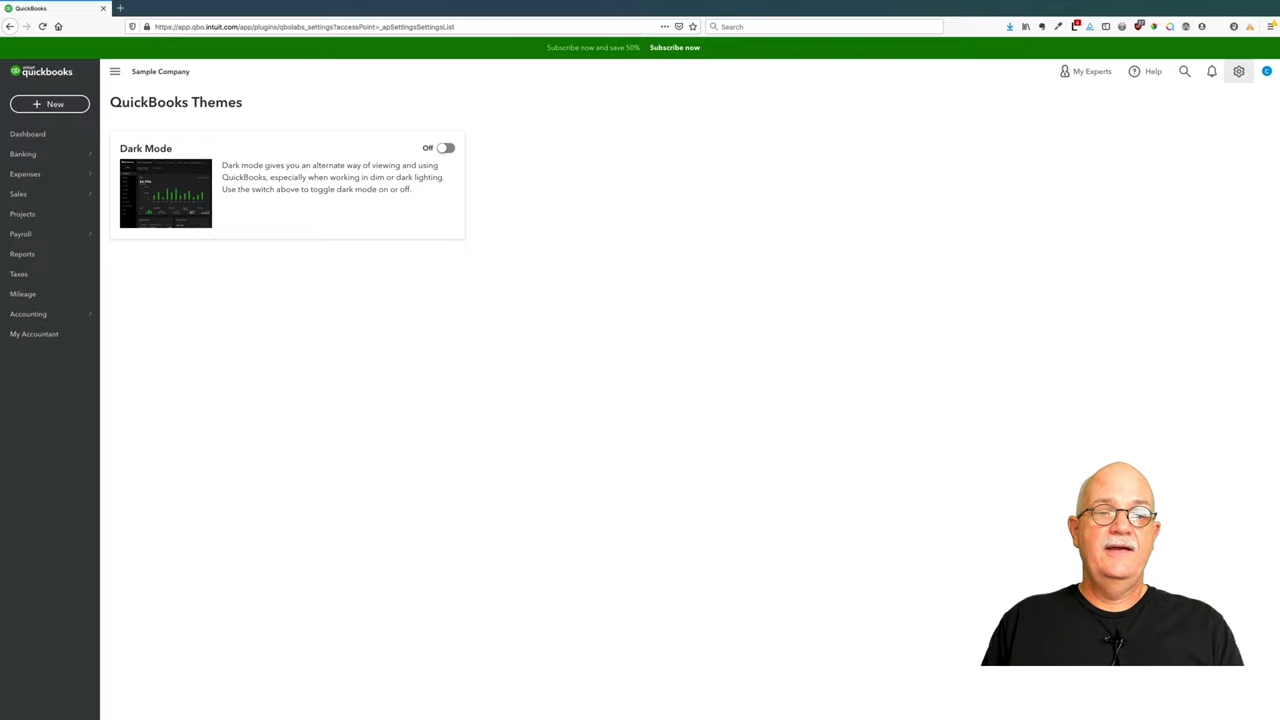 QuickBooks
https://app.qbo.intuit.com/app/plugins/qbolabs_settings?accessPoint=_apSettingsSettingsList
Search
Subscribe now and save 50% Subscribe now
intuit
quickbooks
Sample Company
My Experts
Help
C
New
QuickBooks Themes
Dashboard
Banking
Expenses
Sales
Projects
Payroll
Reports
Taxes
Mileage
Accounting
My Accountant
Dark Mode
Off
Dark mode gives you an alternate way of viewing and using
QuickBooks, especially when working in dim or dark lighting.
Use the switch above to toggle dark mode on or off.